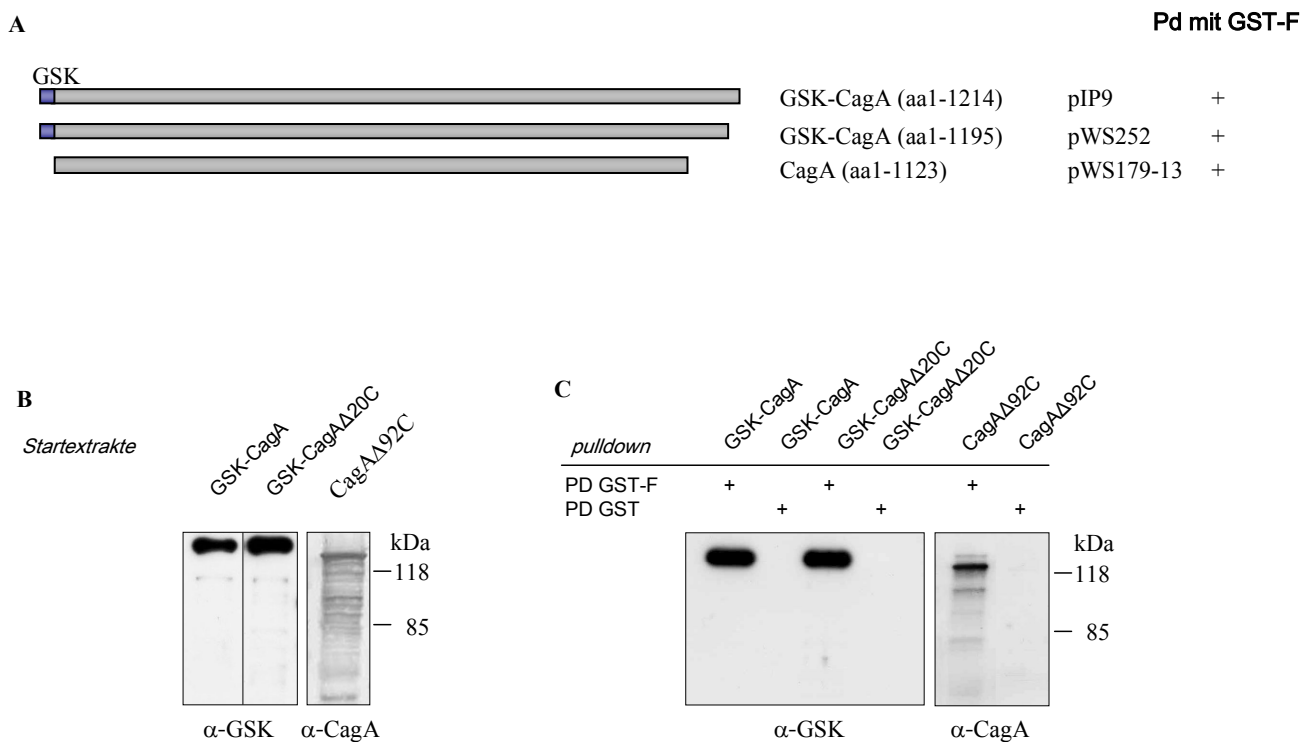 A
Pd mit GST-F
GSK
GSK-CagA (aa1-1214) pIP9 +
GSK-CagA (aa1-1195) pWS252 +
CagA (aa1-1123) pWS179-13 +
B
Startextrakte
GSK-CagA
GSK-CagAΔ20C
CagAΔ92C
kDa
118
85
α-GSK α-CagA
C
pulldown
GSK-CagA
GSK-CagA
GSK-CagAΔ20C
GSK-CagAΔ20C
CagAΔ92C
CagAΔ92C
PD GST-F + + +
PD GST + + +
kDa
118
85
α-GSK α-CagA